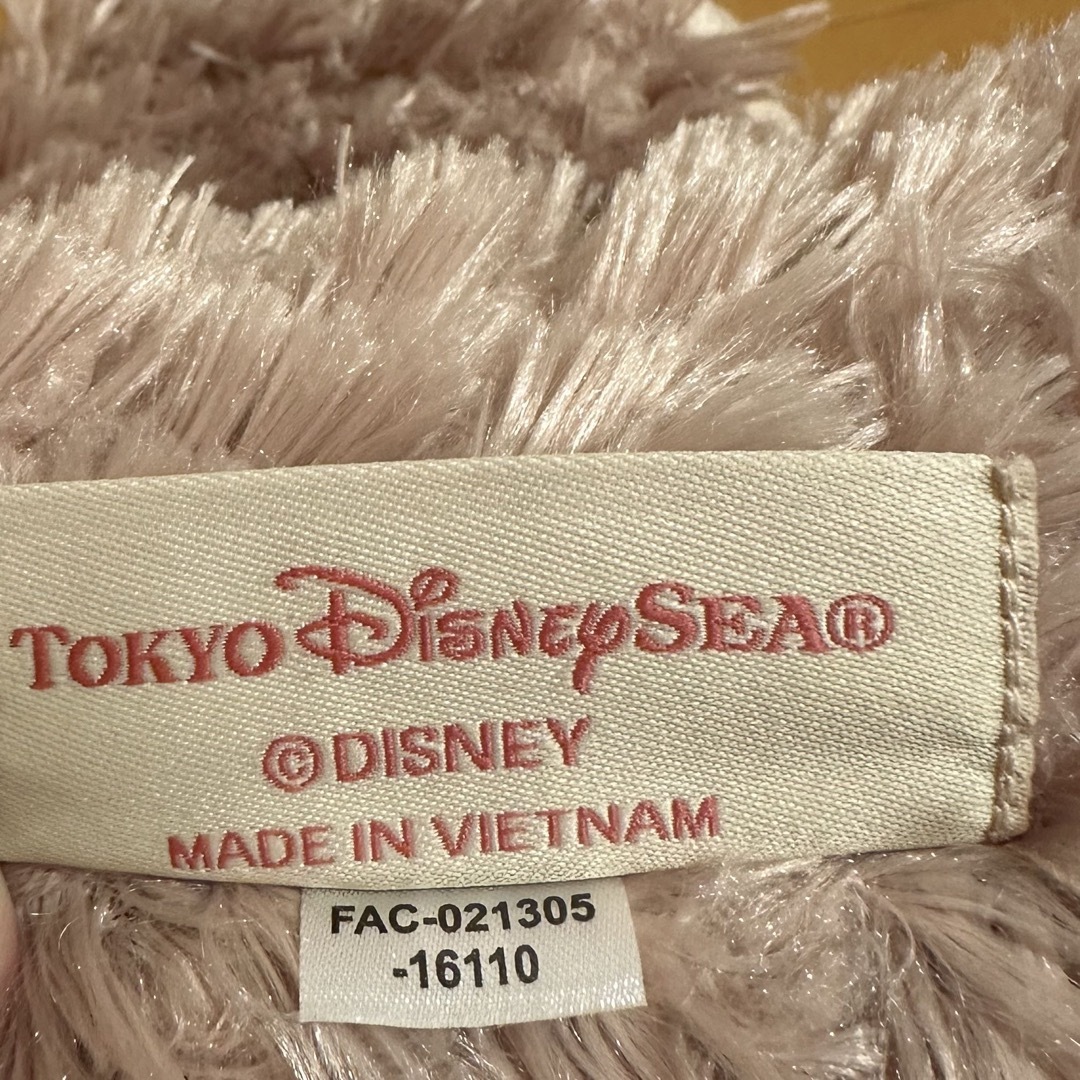 TOKYO DISNEYSEA®
©DISNEY
MADE IN VIETNAM
FAC-021305
-16110